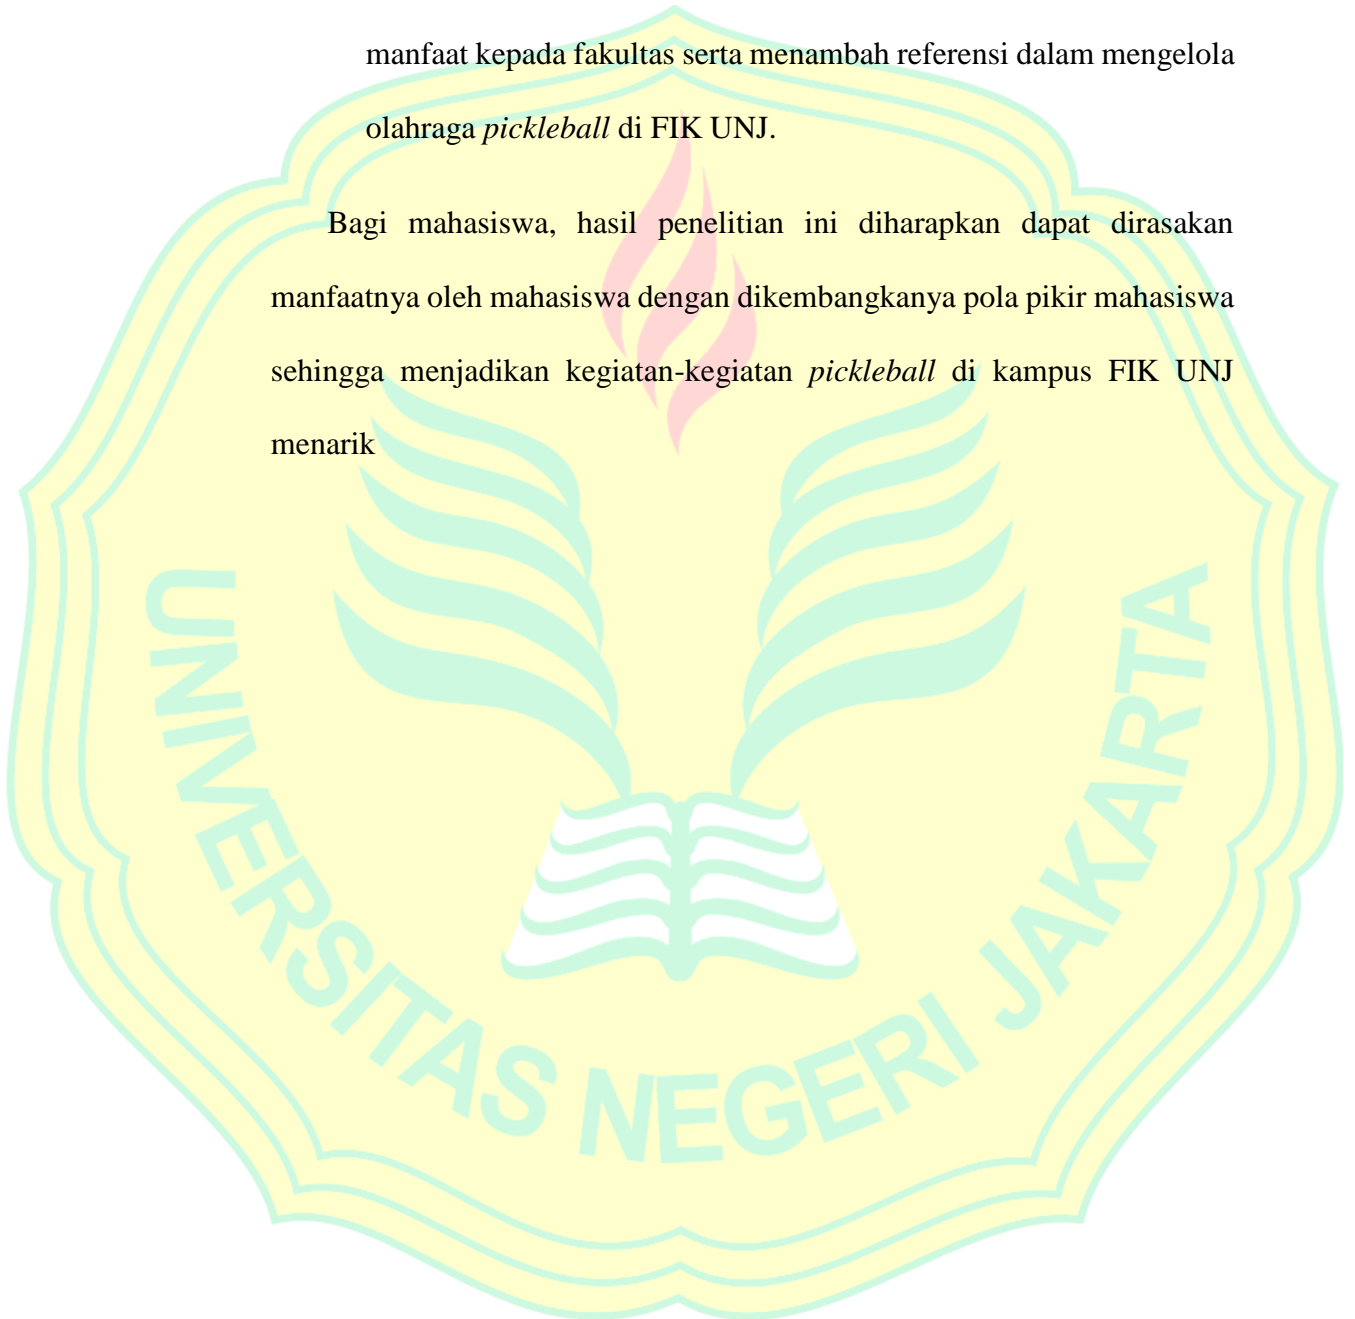 manfaat kepada fakultas serta menambah referensi dalam mengelola
olahraga pickleball di FIK UNJ.
Bagi mahasiswa, hasil penelitian ini diharapkan dapat dirasakan
manfaatnya oleh mahasiswa dengan dikembangkanya pola pikir mahasiswa
sehingga menjadikan kegiatan-kegiatan pickleball di kampus FIK UNJ
menarik
UNIVERSITAS NEGERI JAKARTA